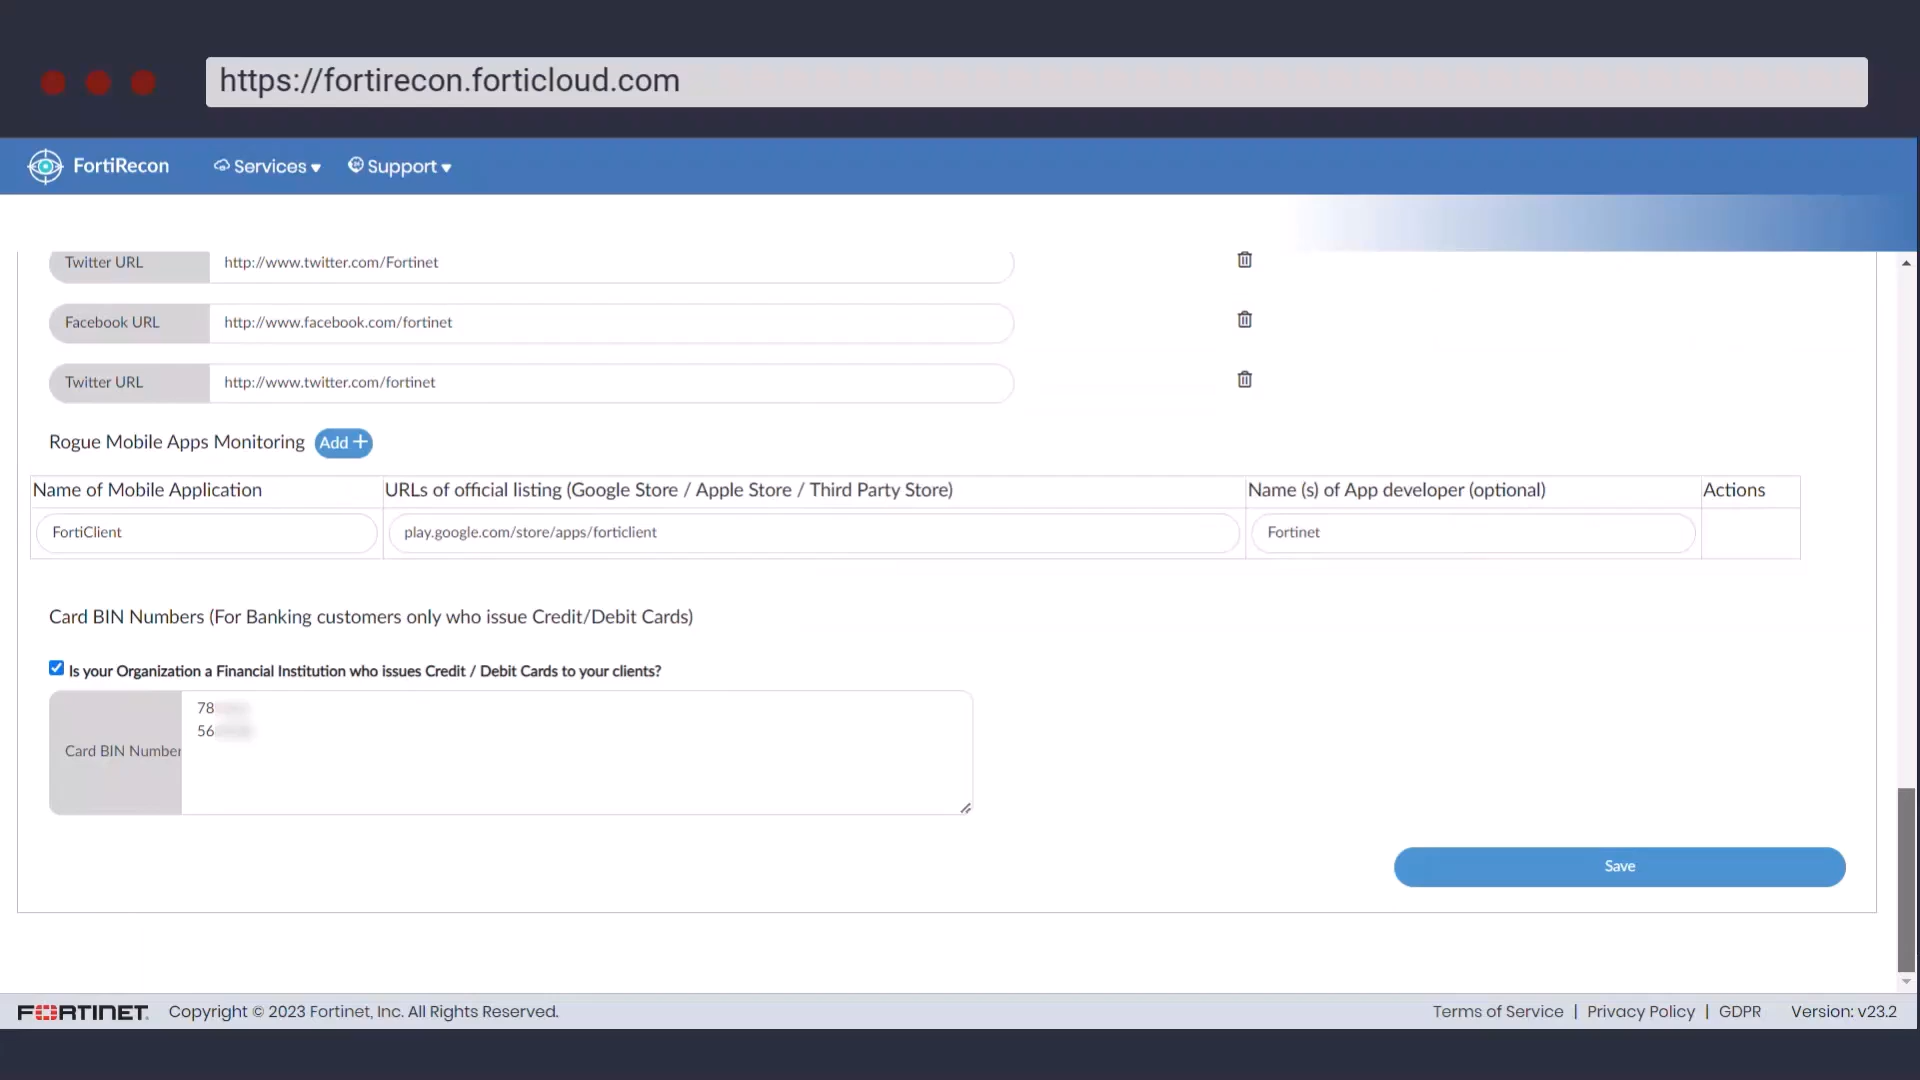 https://fortirecon.forticloud.com
FortiRecon Services Support
Twitter URL http://www.twitter.com/Fortinet
Facebook URL http://www.facebook.com/fortinet
Twitter URL http://www.twitter.com/fortinet
Rogue Mobile Apps Monitoring Add +
Name of Mobile Application URLs of official listing (Google Store / Apple Store / Third Party Store) Name (s) of App developer (optional) Actions
FortiClient play.google.com/store/apps/forticlient Fortinet
Card BIN Numbers (For Banking customers only who issue Credit/Debit Cards)
Is your Organization a Financial Institution who issues Credit / Debit Cards to your clients?
78
56
Card BIN Number
Save
FORTINET Copyright © 2023 Fortinet, Inc. All Rights Reserved. Terms of Service | Privacy Policy | GDPR Version: v23.2